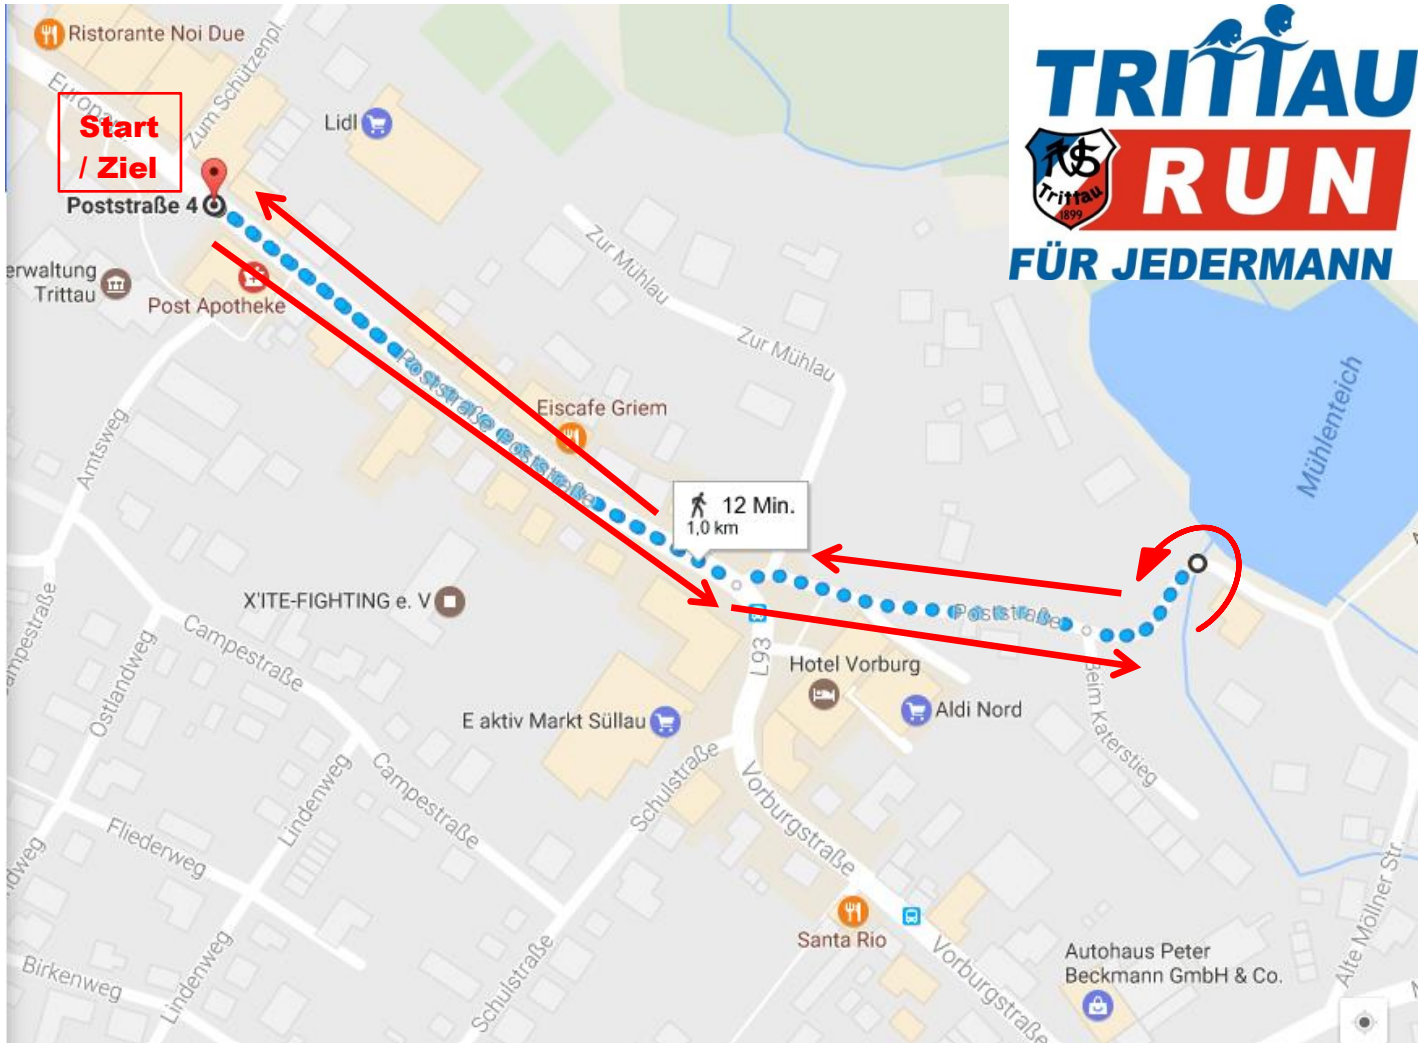 Ristorante Noi Due
TRITTAU
RUN
FÜR JEDERMANN
Trittau
1899
Zum Schützenpl.
Lidl
Start
/ Ziel
Poststraße 4
Zur Mühlau
Zur Mühlau
erwaltung
Trittau
Post Apotheke
Poststraße
Poststraße
Eiscafe Griem
Mühlenteich
Amtsweg
12 Min.
1,0 km
X'ITE-FIGHTING e. V
Poststraße
L93
Hotel Vorburg
Aldi Nord
Beim Katerstieg
E aktiv Markt Süllau
Campestraße
ampestraße
Ostlandweg
Lindenweg
Campestraße
Schulstraße
Vorburgstraße
Fliederweg
ndweg
Santa Rio
Autohaus Peter
Beckmann GmbH & Co.
Alte Möllner Str.
Birkenweg
Lindenweg
Schulstraße
Vorburgstraße